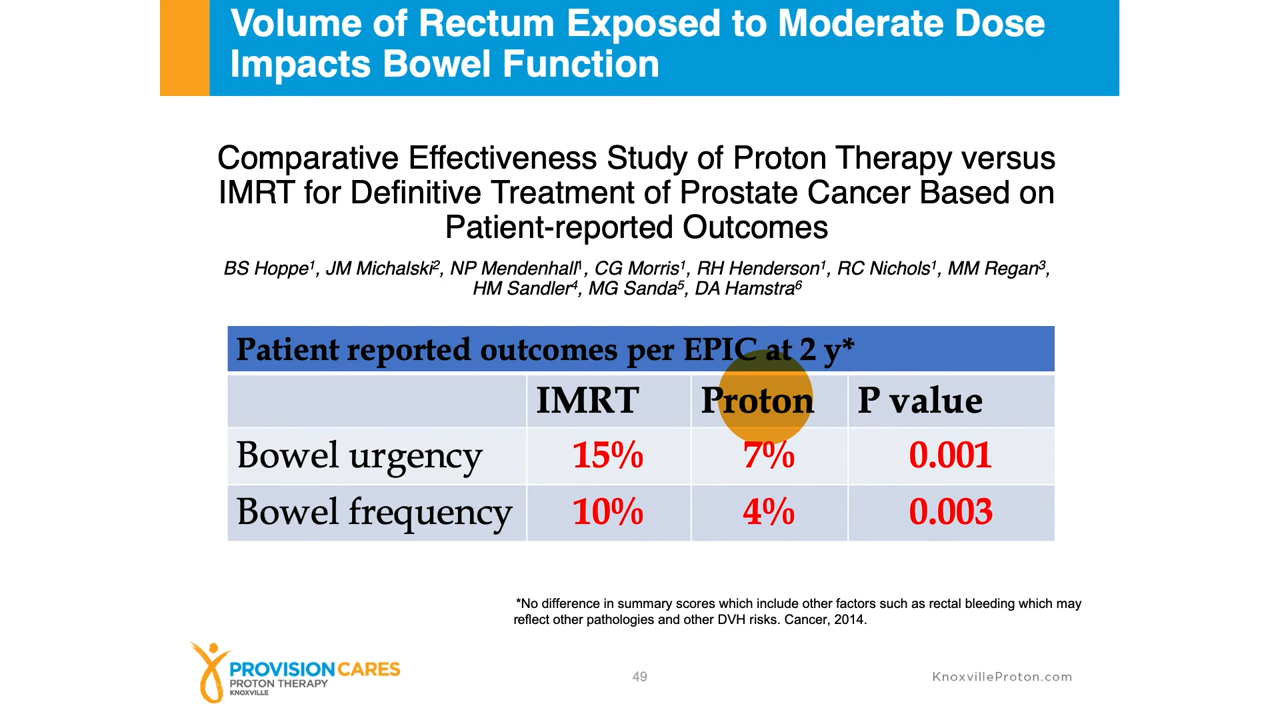 Volume of Rectum Exposed to Moderate Dose
Impacts Bowel Function
Comparative Effectiveness Study of Proton Therapy versus
IMRT for Definitive Treatment of Prostate Cancer Based on
Patient-reported Outcomes
BS Hoppe¹, JM Michalski², NP Mendenhall¹, CG Morris¹, RH Henderson¹, RC Nichols¹, MM Regan³,
HM Sandler⁴, MG Sanda⁵, DA Hamstra⁶
Patient reported outcomes per EPIC at 2 y*
IMRT Proton P value
Bowel urgency 15% 7% 0.001
Bowel frequency 10% 4% 0.003
*No difference in summary scores which include other factors such as rectal bleeding which may
reflect other pathologies and other DVH risks. Cancer, 2014.
PROVISION CARES
PROTON THERAPY
KNOXVILLE
49
KnoxvilleProton.com